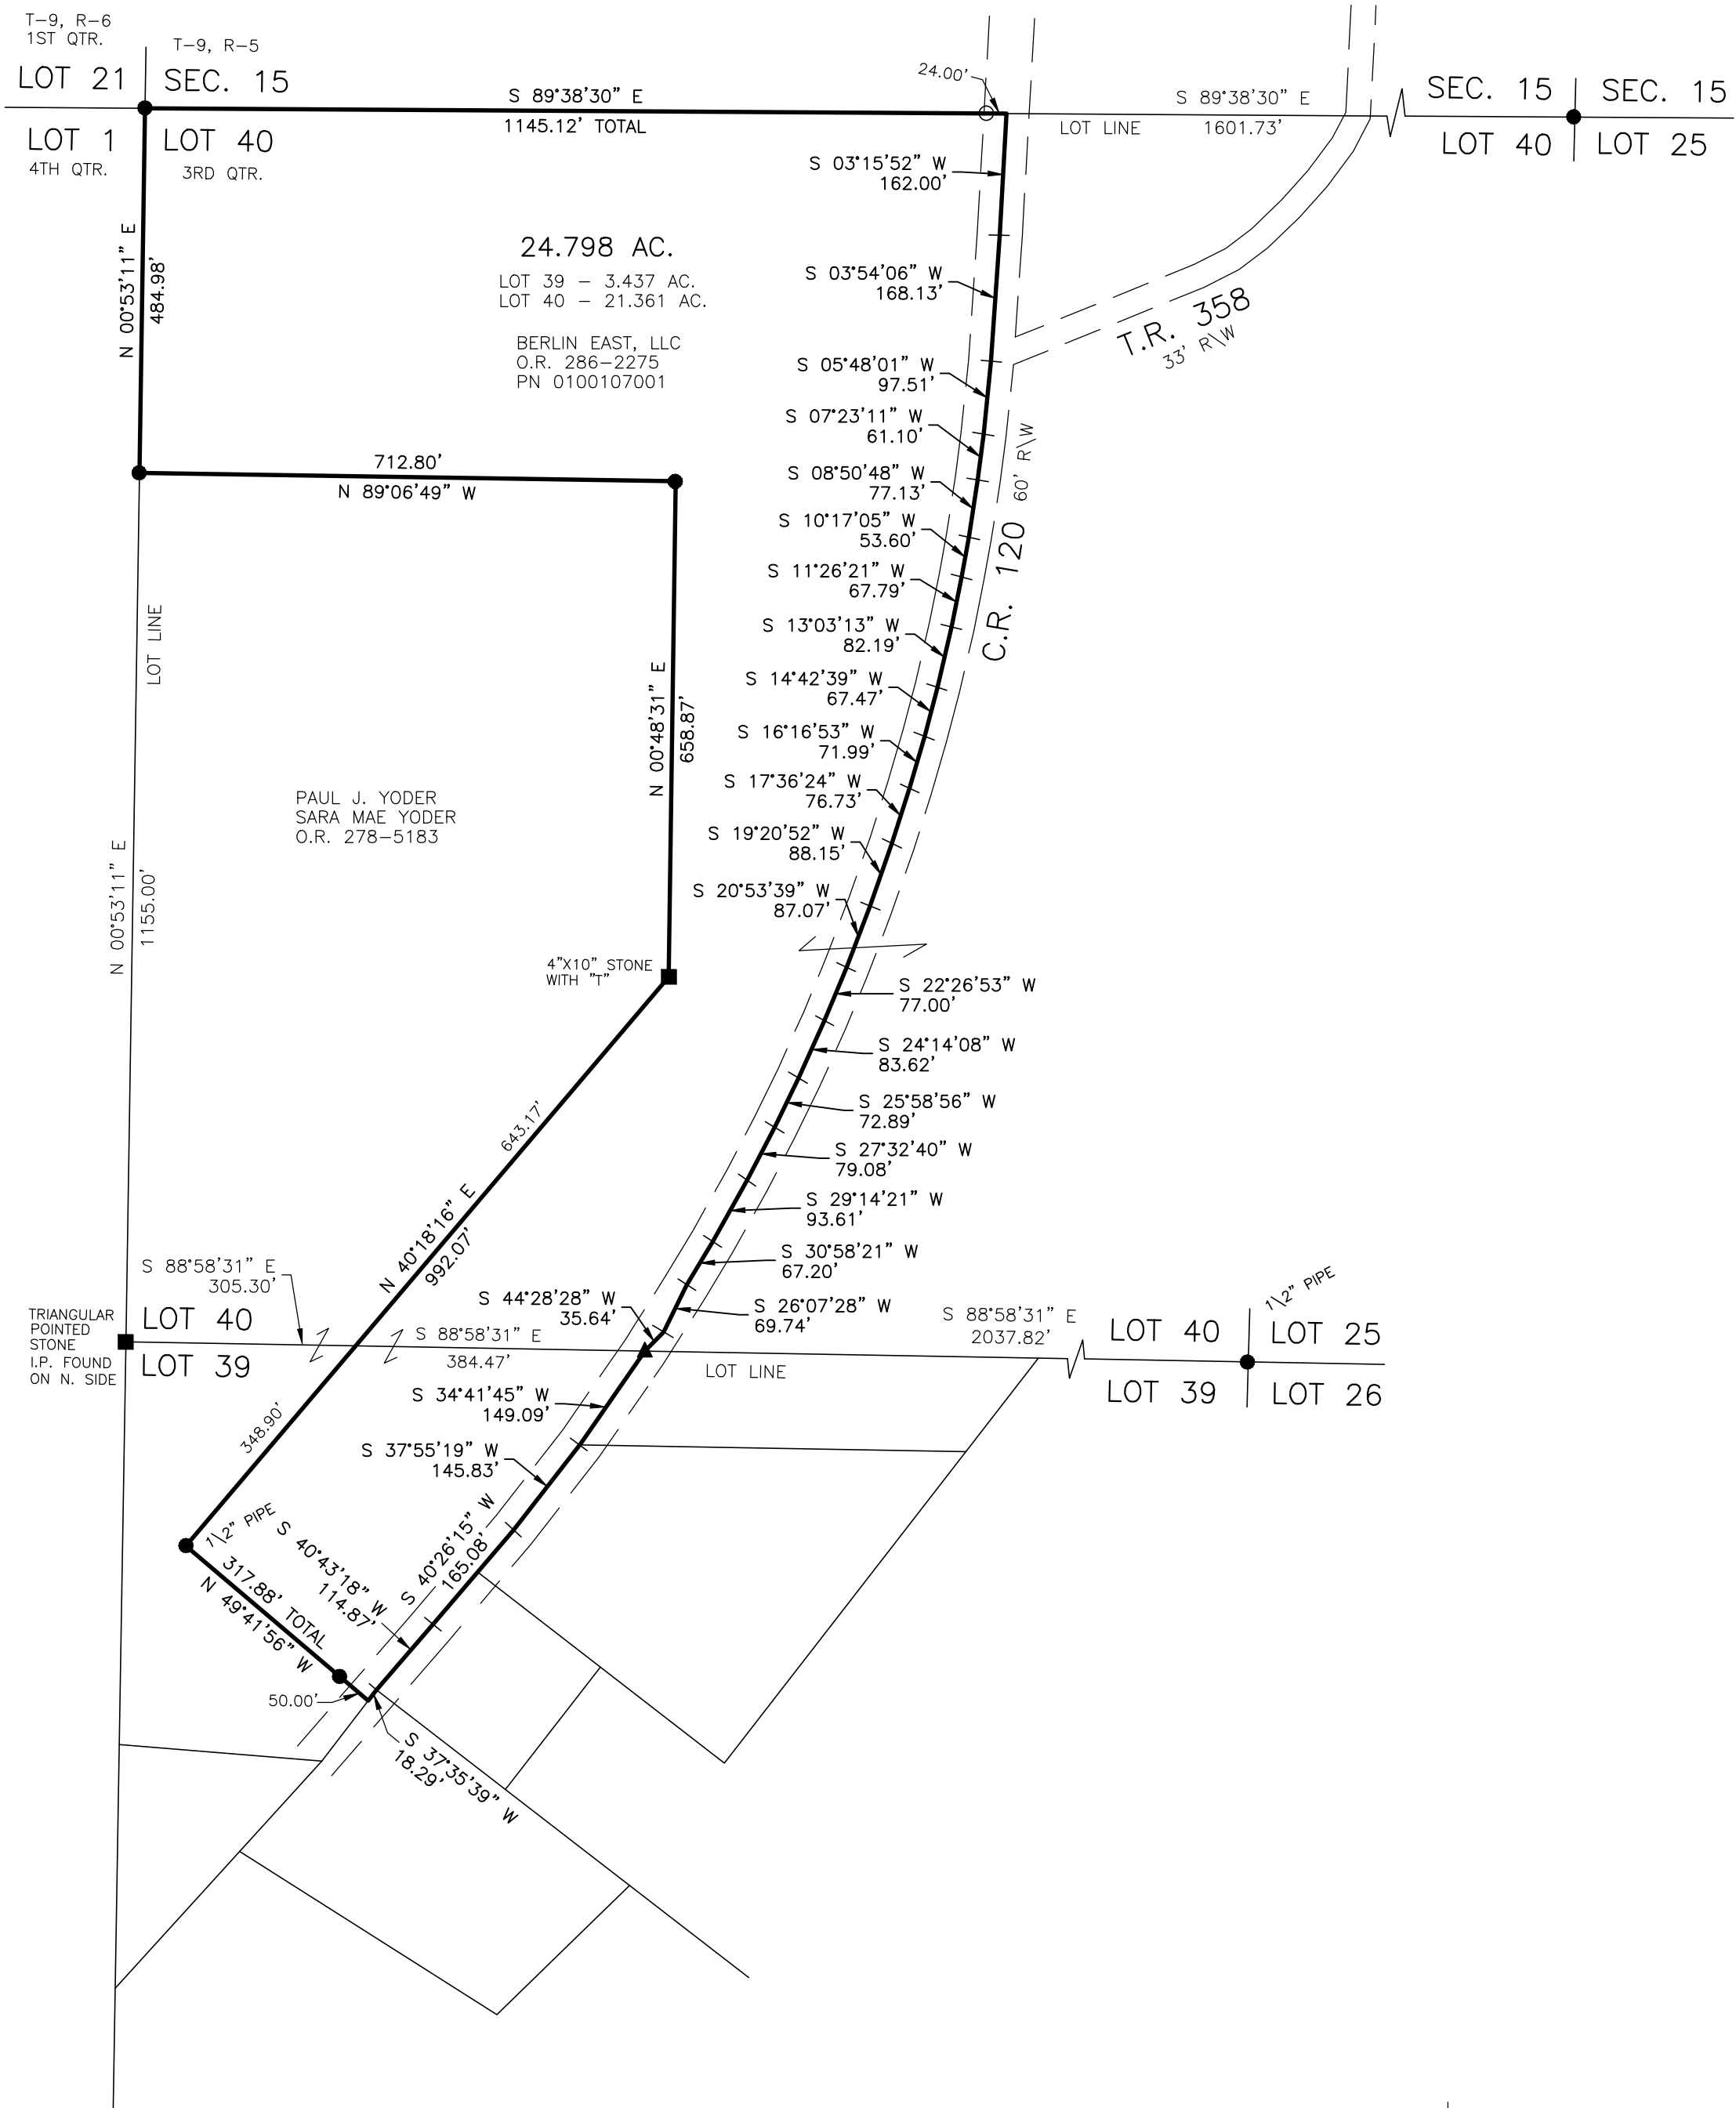 T-9, R-6
1ST QTR.
T-9, R-5
LOT 21
SEC. 15
LOT 1
LOT 40
4TH QTR.
3RD QTR.
S 89°38'30" E
1145.12' TOTAL
24.00'
S 89°38'30" E
LOT LINE
1601.73'
SEC. 15
SEC. 15
LOT 40
LOT 25
N 00°53'11" E
484.98'
24.798 AC.
LOT 39 - 3.437 AC.
LOT 40 - 21.361 AC.
BERLIN EAST, LLC
O.R. 286-2275
PN 0100107001
S 03°15'52" W
162.00'
S 03°54'06" W
168.13'
T.R. 358
33' R\W
S 05°48'01" W
97.51'
S 07°23'11" W
61.10'
S 08°50'48" W
77.13'
S 10°17'05" W
53.60'
S 11°26'21" W
67.79'
S 13°03'13" W
82.19'
S 14°42'39" W
67.47'
S 16°16'53" W
71.99'
S 17°36'24" W
76.73'
S 19°20'52" W
88.15'
S 20°53'39" W
87.07'
C.R. 120
60' R\W
712.80'
N 89°06'49" W
LOT LINE
N 00°48'31" E
658.87'
PAUL J. YODER
SARA MAE YODER
O.R. 278-5183
N 00°53'11" E
1155.00'
4"X10" STONE
WITH "T"
S 22°26'53" W
77.00'
S 24°14'08" W
83.62'
S 25°58'56" W
72.89'
S 27°32'40" W
79.08'
S 29°14'21" W
93.61'
S 30°58'21" W
67.20'
S 26°07'28" W
69.74'
643.17'
N 40°18'16" E
992.07'
S 88°58'31" E
305.30'
S 44°28'28" W
35.64'
TRIANGULAR
POINTED
STONE
I.P. FOUND
ON N. SIDE
LOT 40
LOT 39
S 88°58'31" E
384.47'
LOT LINE
S 88°58'31" E
2037.82'
1\2" PIPE
LOT 40
LOT 25
LOT 39
LOT 26
348.90'
S 34°41'45" W
149.09'
S 37°55'19" W
145.83'
S 40°26'15" W
165.08'
1\2" PIPE
S 40°43'18" W
114.87'
317.88' TOTAL
N 49°41'56" W
50.00'
S 37°35'39" W
18.29'